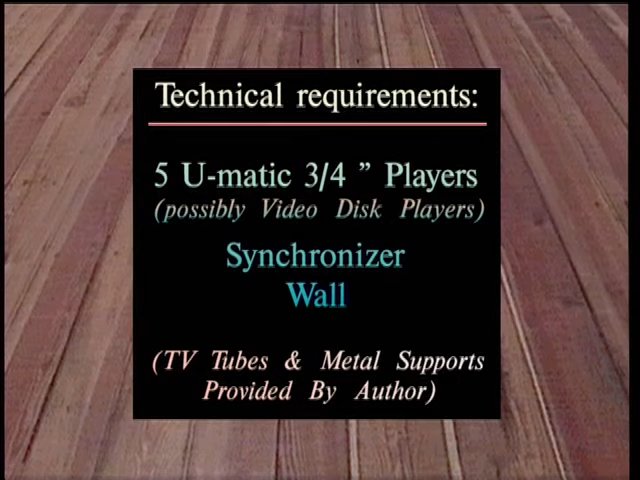 Technical requirements:
5 U-matic 3/4 ” Players
(possibly Video Disk Players)
Synchronizer
Wall
(TV Tubes & Metal Supports
Provided By Author)